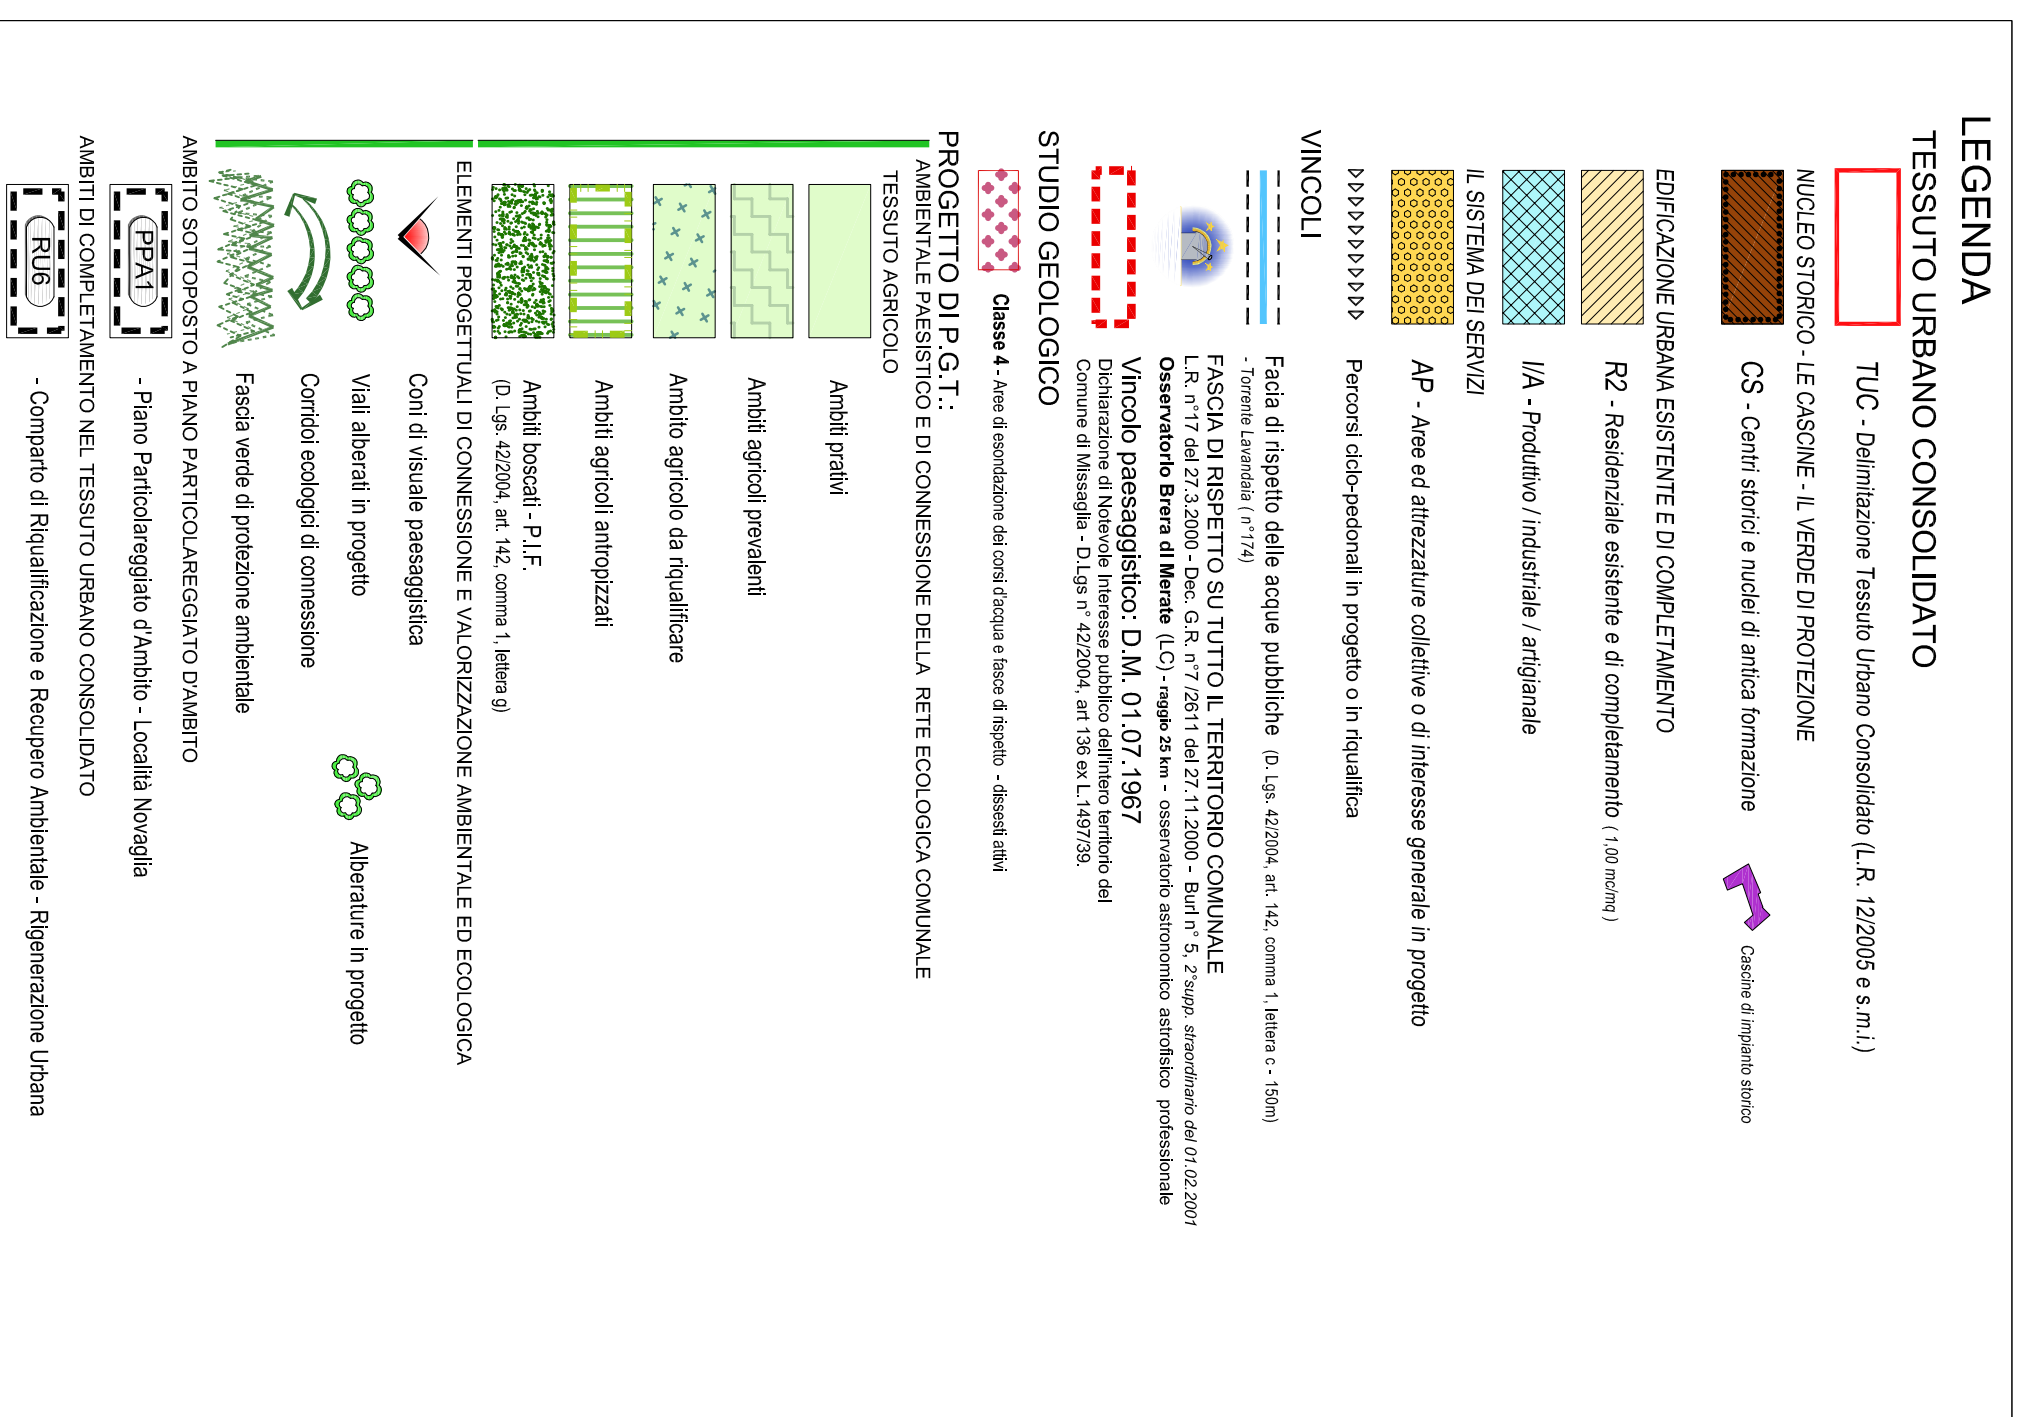 LEGENDA
TESSUTO URBANO CONSOLIDATO
TUC - Delimitazione Tessuto Urbano Consolidato (L.R. 12/2005 e s.m.i.)
NUCLEO STORICO - LE CASCINE - IL VERDE DI PROTEZIONE
CS - Centri storici e nuclei di antica formazione
Cascine di impianto storico
EDIFICAZIONE URBANA ESISTENTE E DI COMPLETAMENTO
R2 - Residenziale esistente e di completamento ( 1,00 mc/mq )
I/A - Produttivo / industriale / artigianale
IL SISTEMA DEI SERVIZI
AP - Aree ed attrezzature collettive o di interesse generale in progetto
Percorsi ciclo-pedonali in progetto o in riqualifica
VINCOLI
Facia di rispetto delle acque pubbliche (D. Lgs. 42/2004, art. 142, comma 1, lettera c - 150m)
- Torrente Lavandaia ( n°174)
FASCIA DI RISPETTO SU TUTTO IL TERRITORIO COMUNALE
L.R. n°17 del 27.3.2000 - Dec. G.R. n°7 /2611 del 27.11.2000 - Burl n° 5, 2°supp. straordinario del 01.02.2001
Osservatorio Brera di Merate (LC) - raggio 25 km - osservatorio astronomico astrofisico professionale
Vincolo paesaggistico: D.M. 01.07.1967
Dichiarazione di Notevole Interesse pubblico dell'intero territorio del
Comune di Missaglia - D.Lgs n° 42/2004, art 136 ex L.1497/39.
STUDIO GEOLOGICO
Classe 4 - Aree di esondazione dei corsi d'acqua e fasce di rispetto - dissesti attivi
PROGETTO DI P.G.T.:
AMBIENTALE PAESISTICO E DI CONNESSIONE DELLA RETE ECOLOGICA COMUNALE
TESSUTO AGRICOLO
Ambiti prativi
Ambiti agricoli prevalenti
Ambito agricolo da riqualificare
Ambiti agricoli antropizzati
Ambiti boscati - P.I.F.
(D. Lgs. 42/2004, art. 142, comma 1, lettera g)
ELEMENTI PROGETTUALI DI CONNESSIONE E VALORIZZAZIONE AMBIENTALE ED ECOLOGICA
Coni di visuale paesaggistica
Viali alberati in progetto
Alberature in progetto
Corridoi ecologici di connessione
Fascia verde di protezione ambientale
AMBITO SOTTOPOSTO A PIANO PARTICOLAREGGIATO D'AMBITO
PPA1
- Piano Particolareggiato d'Ambito - Località Novaglia
AMBITI DI COMPLETAMENTO NEL TESSUTO URBANO CONSOLIDATO
RU6
- Comparto di Riqualificazione e Recupero Ambientale - Rigenerazione Urbana